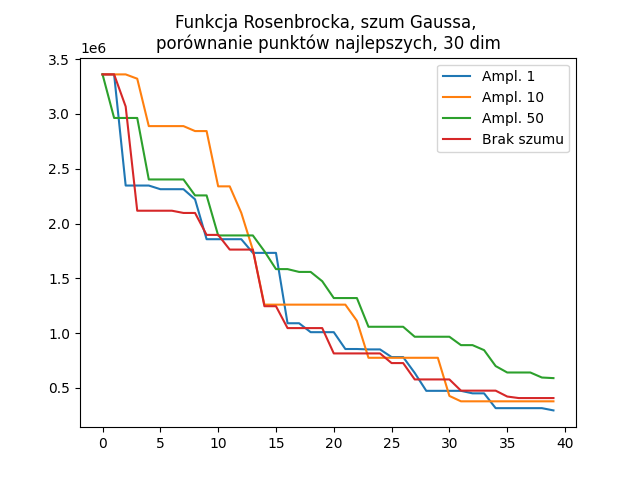 Funkcja Rosenbrocka, szum Gaussa,
porównanie punktów najlepszych, 30 dim
1e6
3.5
3.0
2.5
2.0
1.5
1.0
0.5
Ampl. 1
Ampl. 10
Ampl. 50
Brak szumu
0 5 10 15 20 25 30 35 40